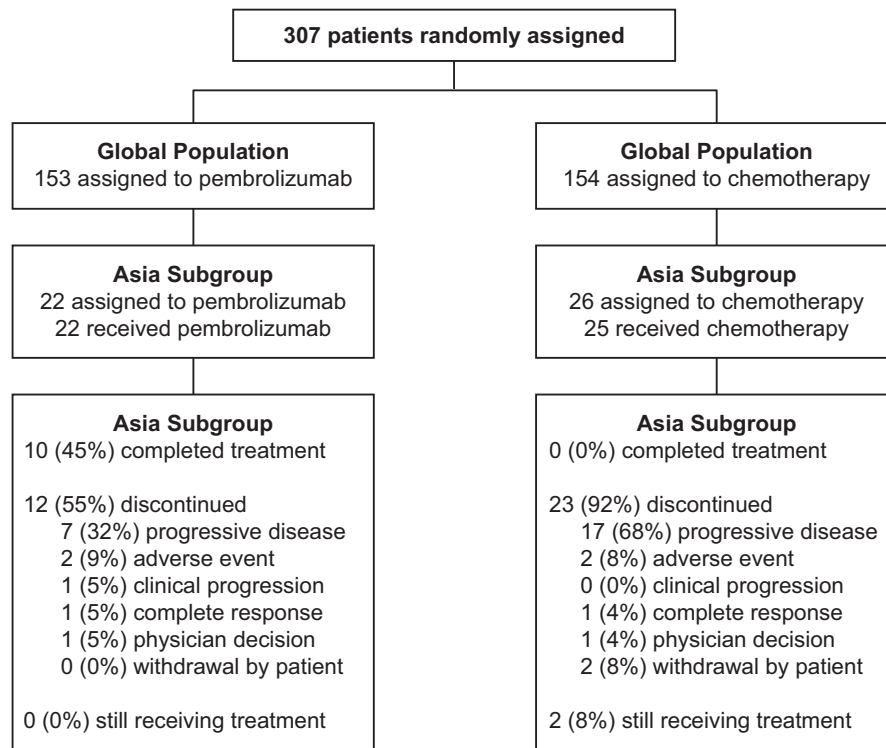 307 patients randomly assigned
Global Population
153 assigned to pembrolizumab
Global Population
154 assigned to chemotherapy
Asia Subgroup
22 assigned to pembrolizumab
22 received pembrolizumab
Asia Subgroup
26 assigned to chemotherapy
25 received chemotherapy
Asia Subgroup
10 (45%) completed treatment
12 (55%) discontinued
7 (32%) progressive disease
2 (9%) adverse event
1 (5%) clinical progression
1 (5%) complete response
1 (5%) physician decision
0 (0%) withdrawal by patient
0 (0%) still receiving treatment
Asia Subgroup
0 (0%) completed treatment
23 (92%) discontinued
17 (68%) progressive disease
2 (8%) adverse event
0 (0%) clinical progression
1 (4%) complete response
1 (4%) physician decision
2 (8%) withdrawal by patient
2 (8%) still receiving treatment